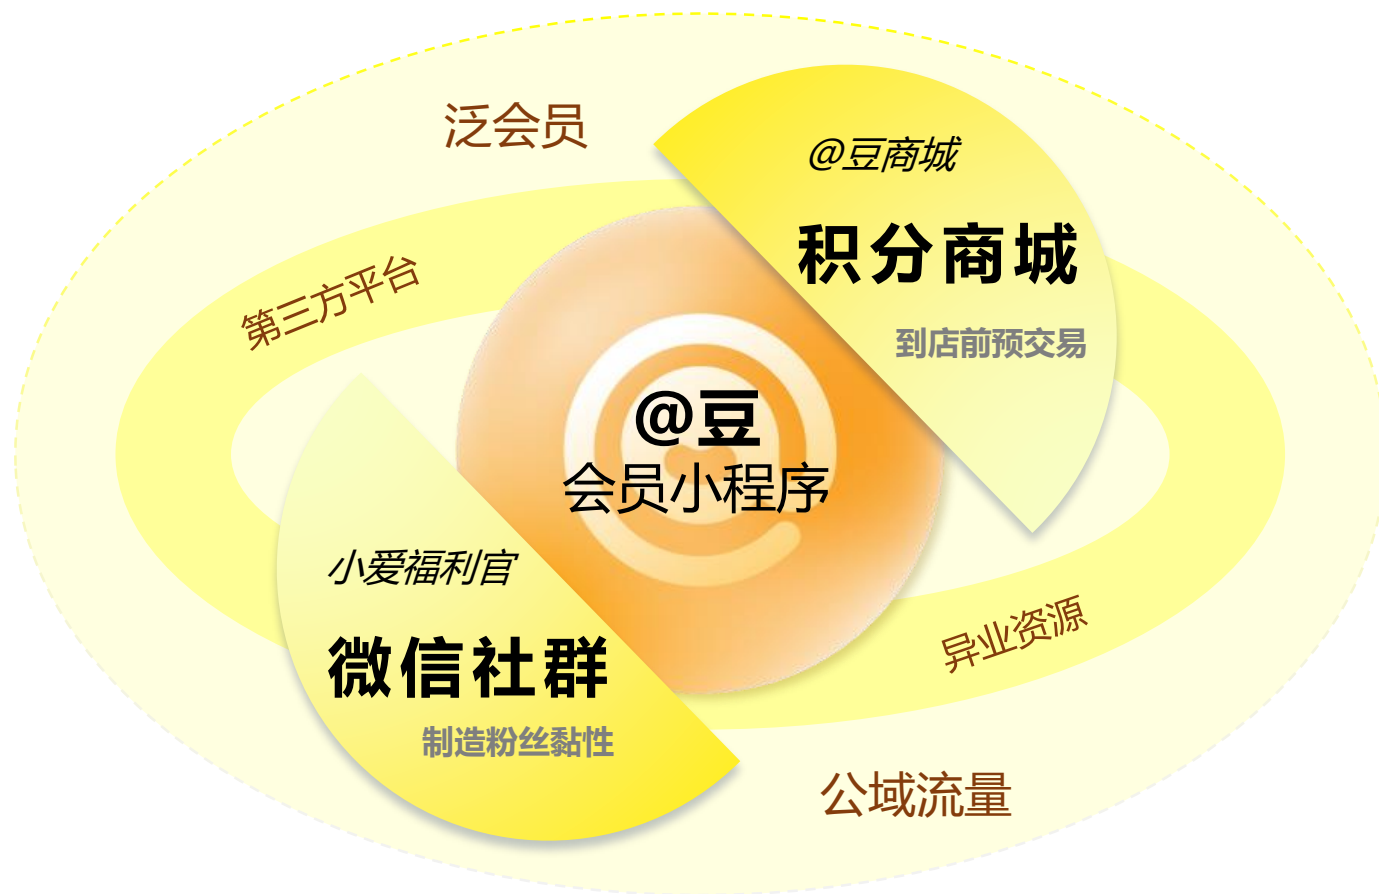 泛会员
@豆商城
积分商城
到店前预交易
第三方平台
@豆
会员小程序
小爱福利官
微信社群
制造粉丝黏性
异业资源
公域流量